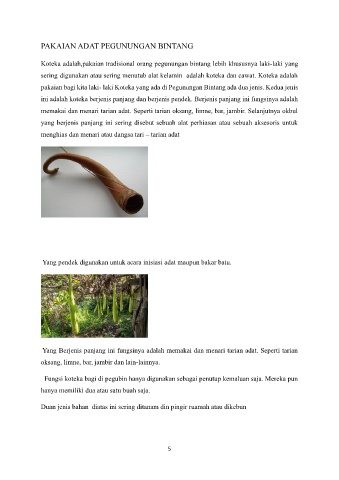 PAKAIAN ADAT PEGUNUNGAN BINTANG
Koteka adalah,pakaian tradisional orang pegunungan bintang lebih khususnya laki-laki yang
sering digunakan atau sering menutub alat kelamin adalah koteka dan cawat. Koteka adalah
pakaian bagi kita laki- laki Koteka yang ada di Pegunungan Bintang ada dua jenis. Kedua jenis
ini adalah koteka berjenis panjang dan berjenis pendek. Berjenis panjang ini fungsinya adalah
memakai dan menari tarian adat. Seperti tarian oksang, limne, bar, jambir. Selanjutnya okbul
yang berjenis panjang ini sering disebut sebuah alat perhiasan atau sebuah aksesoris untuk
menghias dan menari atau dangsa tari – tarian adat
Yang pendek digunakan untuk acara inisiasi adat maupun bakar batu.
Yang Berjenis panjang ini fungsinya adalah memakai dan menari tarian adat. Seperti tarian
oksang, limne, bar, jambir dan lain-lainnya.
Fungsi koteka bagi di pegubin hanya digunakan sebagai penutup kemaluan saja. Mereka pun
hanya memiliki dua atau satu buah saja.
Duan jenis bahan diatas ini sering ditanam din pingir ruamah atau dikebun
5